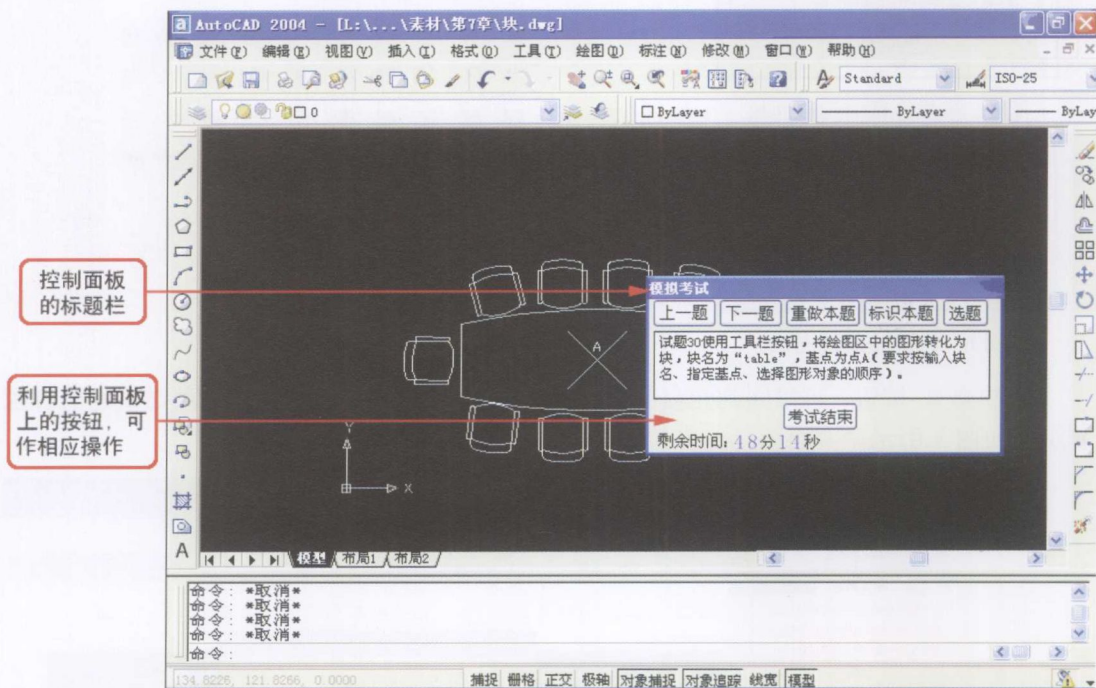 AutoCAD 2004 - [L:\...\素材\第7章\块.dwg]
文件(F) 编辑(E) 视图(V) 插入(I) 格式(O) 工具(T) 绘图(D) 标注(N) 修改(M) 窗口(W) 帮助(H)
Standard ISO-25
0 ByLayer ByLayer ByLay
控制面板
的标题栏
利用控制面板
上的按钮，可
作相应操作
A
模拟考试
上一题 下一题 重做本题 标识本题 选题
试题30使用工具栏按钮，将绘图区中的图形转化为
块，块名为“table”，基点为点A(要求按输入块
名、指定基点、选择图形对象的顺序)。
考试结束
剩余时间: 48分14秒
Y
X
A
模型 布局1 布局2
命令: *取消*
命令: *取消*
命令: *取消*
命令: *取消*
命令:
134.8226, 121.8266, 0.0000 捕捉 栅格 正交 极轴 对象捕捉 对象追踪 线宽 模型